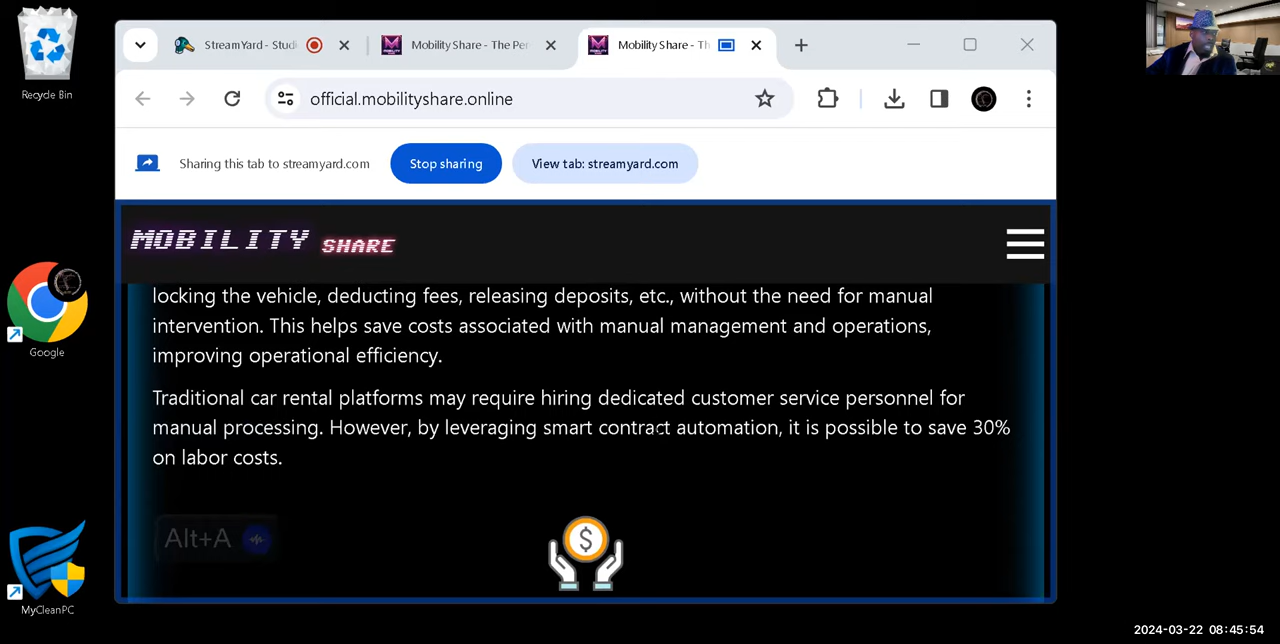 Recycle Bin
Google
MyCleanPC
StreamYard - Studi
Mobility Share - The Per
Mobility Share - Th
official.mobilityshare.online
Sharing this tab to streamyard.com
Stop sharing
View tab: streamyard.com
MOBILITY SHARE
locking the vehicle, deducting fees, releasing deposits, etc., without the need for manual
intervention. This helps save costs associated with manual management and operations,
improving operational efficiency.
Traditional car rental platforms may require hiring dedicated customer service personnel for
manual processing. However, by leveraging smart contract automation, it is possible to save 30%
on labor costs.
Alt+A
$
2024-03-22 08:45:54